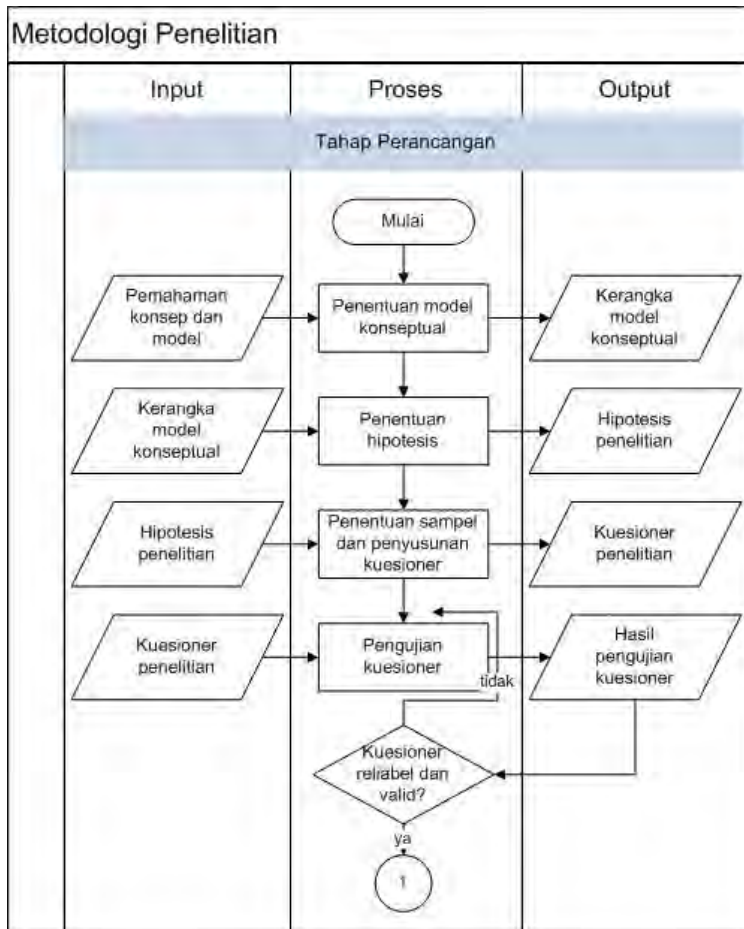 Metodologi Penelitian
Input
Proses
Output
Tahap Perancangan
Mulai
Pemahaman
konsep dan
model
Penentuan model
konseptual
Kerangka
model
konseptual
Kerangka
model
konseptual
Penentuan
hipotesis
Hipotesis
penelitian
Hipotesis
penelitian
Penentuan sampel
dan penyusunan
kuesioner
Kuesioner
penelitian
Kuesioner
penelitian
Pengujian
kuesioner
Hasil
pengujian
kuesioner
tidak
Kuesioner
reliabel dan
valid?
ya
1